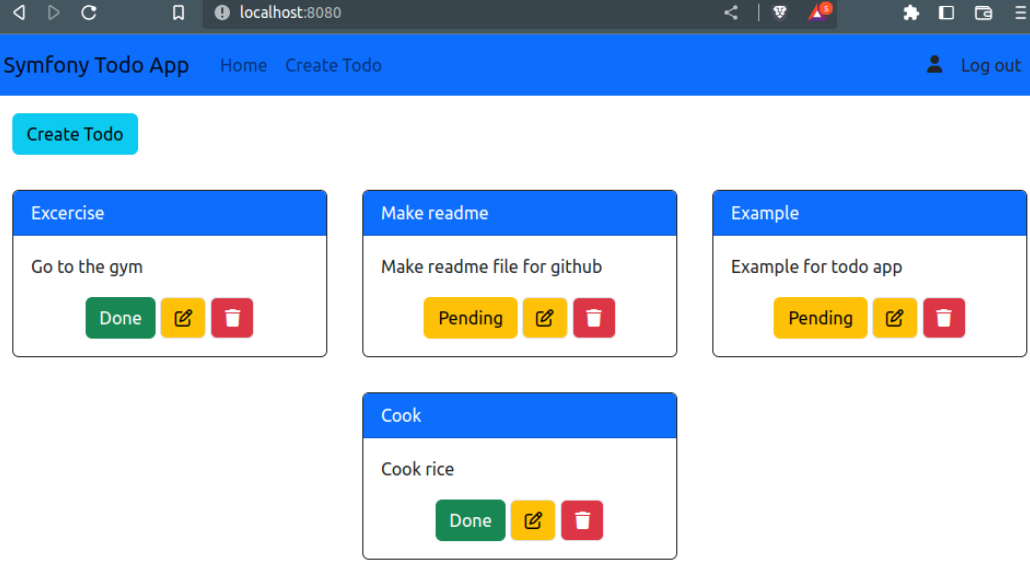 localhost:8080
5
Symfony Todo App Home Create Todo Log out
Create Todo
Excercise
Go to the gym
Done
Make readme
Make readme file for github
Pending
Example
Example for todo app
Pending
Cook
Cook rice
Done